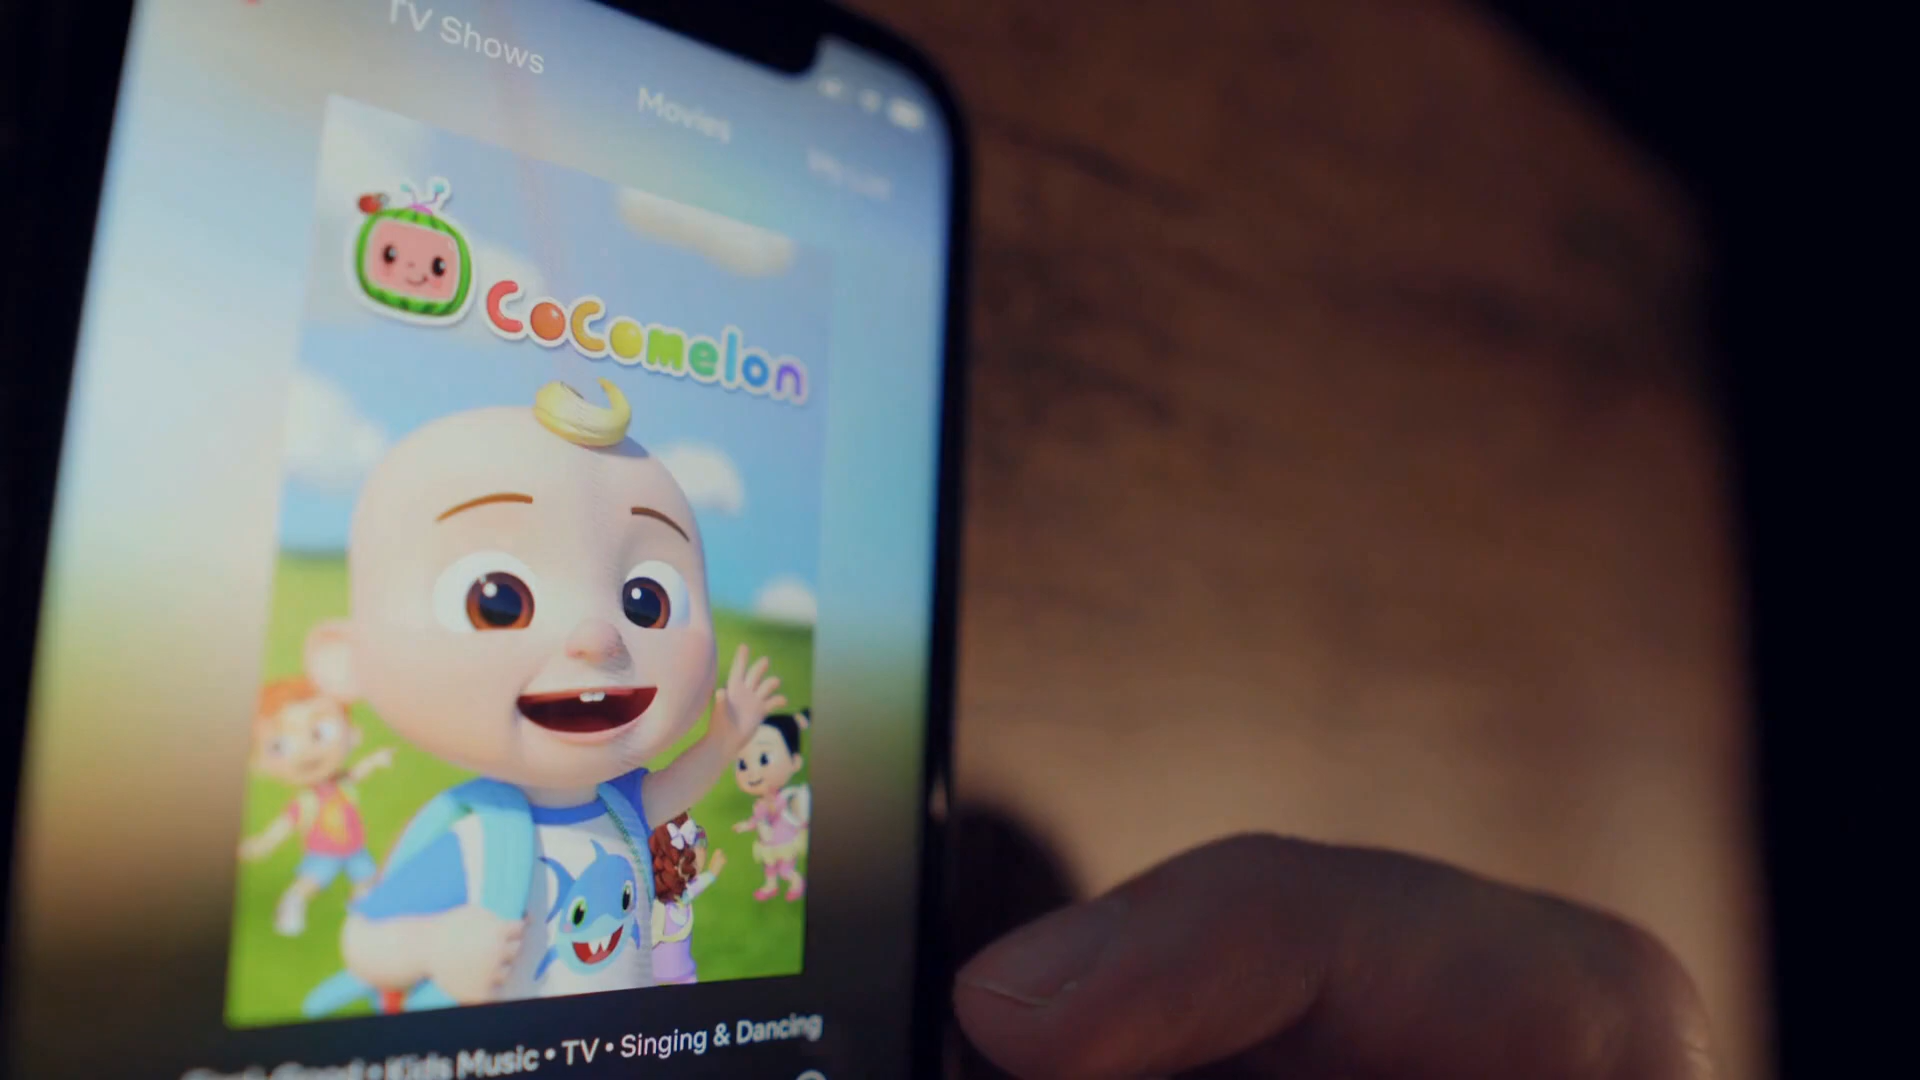 TV Shows
Movies
CoComelon
Kids Music • TV • Singing & Dancing